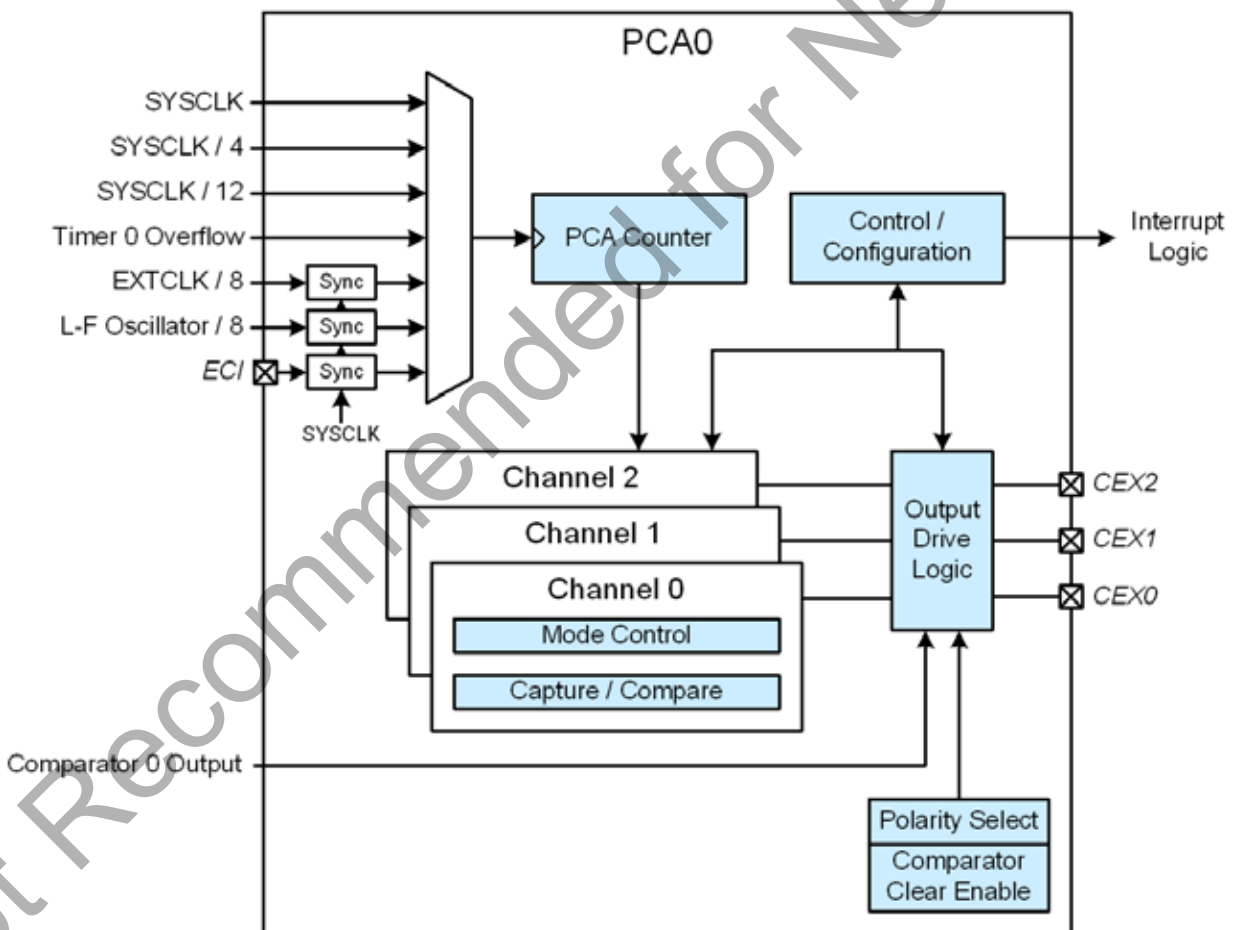 PCA0
SYSCLK
SYSCLK / 4
SYSCLK / 12
Timer 0 Overflow
EXTCLK / 8
Sync
L-F Oscillator / 8
Sync
ECI
Sync
SYSCLK
PCA Counter
Control /
Configuration
Interrupt
Logic
Channel 2
Channel 1
Channel 0
Mode Control
Capture / Compare
Output
Drive
Logic
CEX2
CEX1
CEX0
Comparator 0 Output
Polarity Select
Comparator
Clear Enable
Recommended for